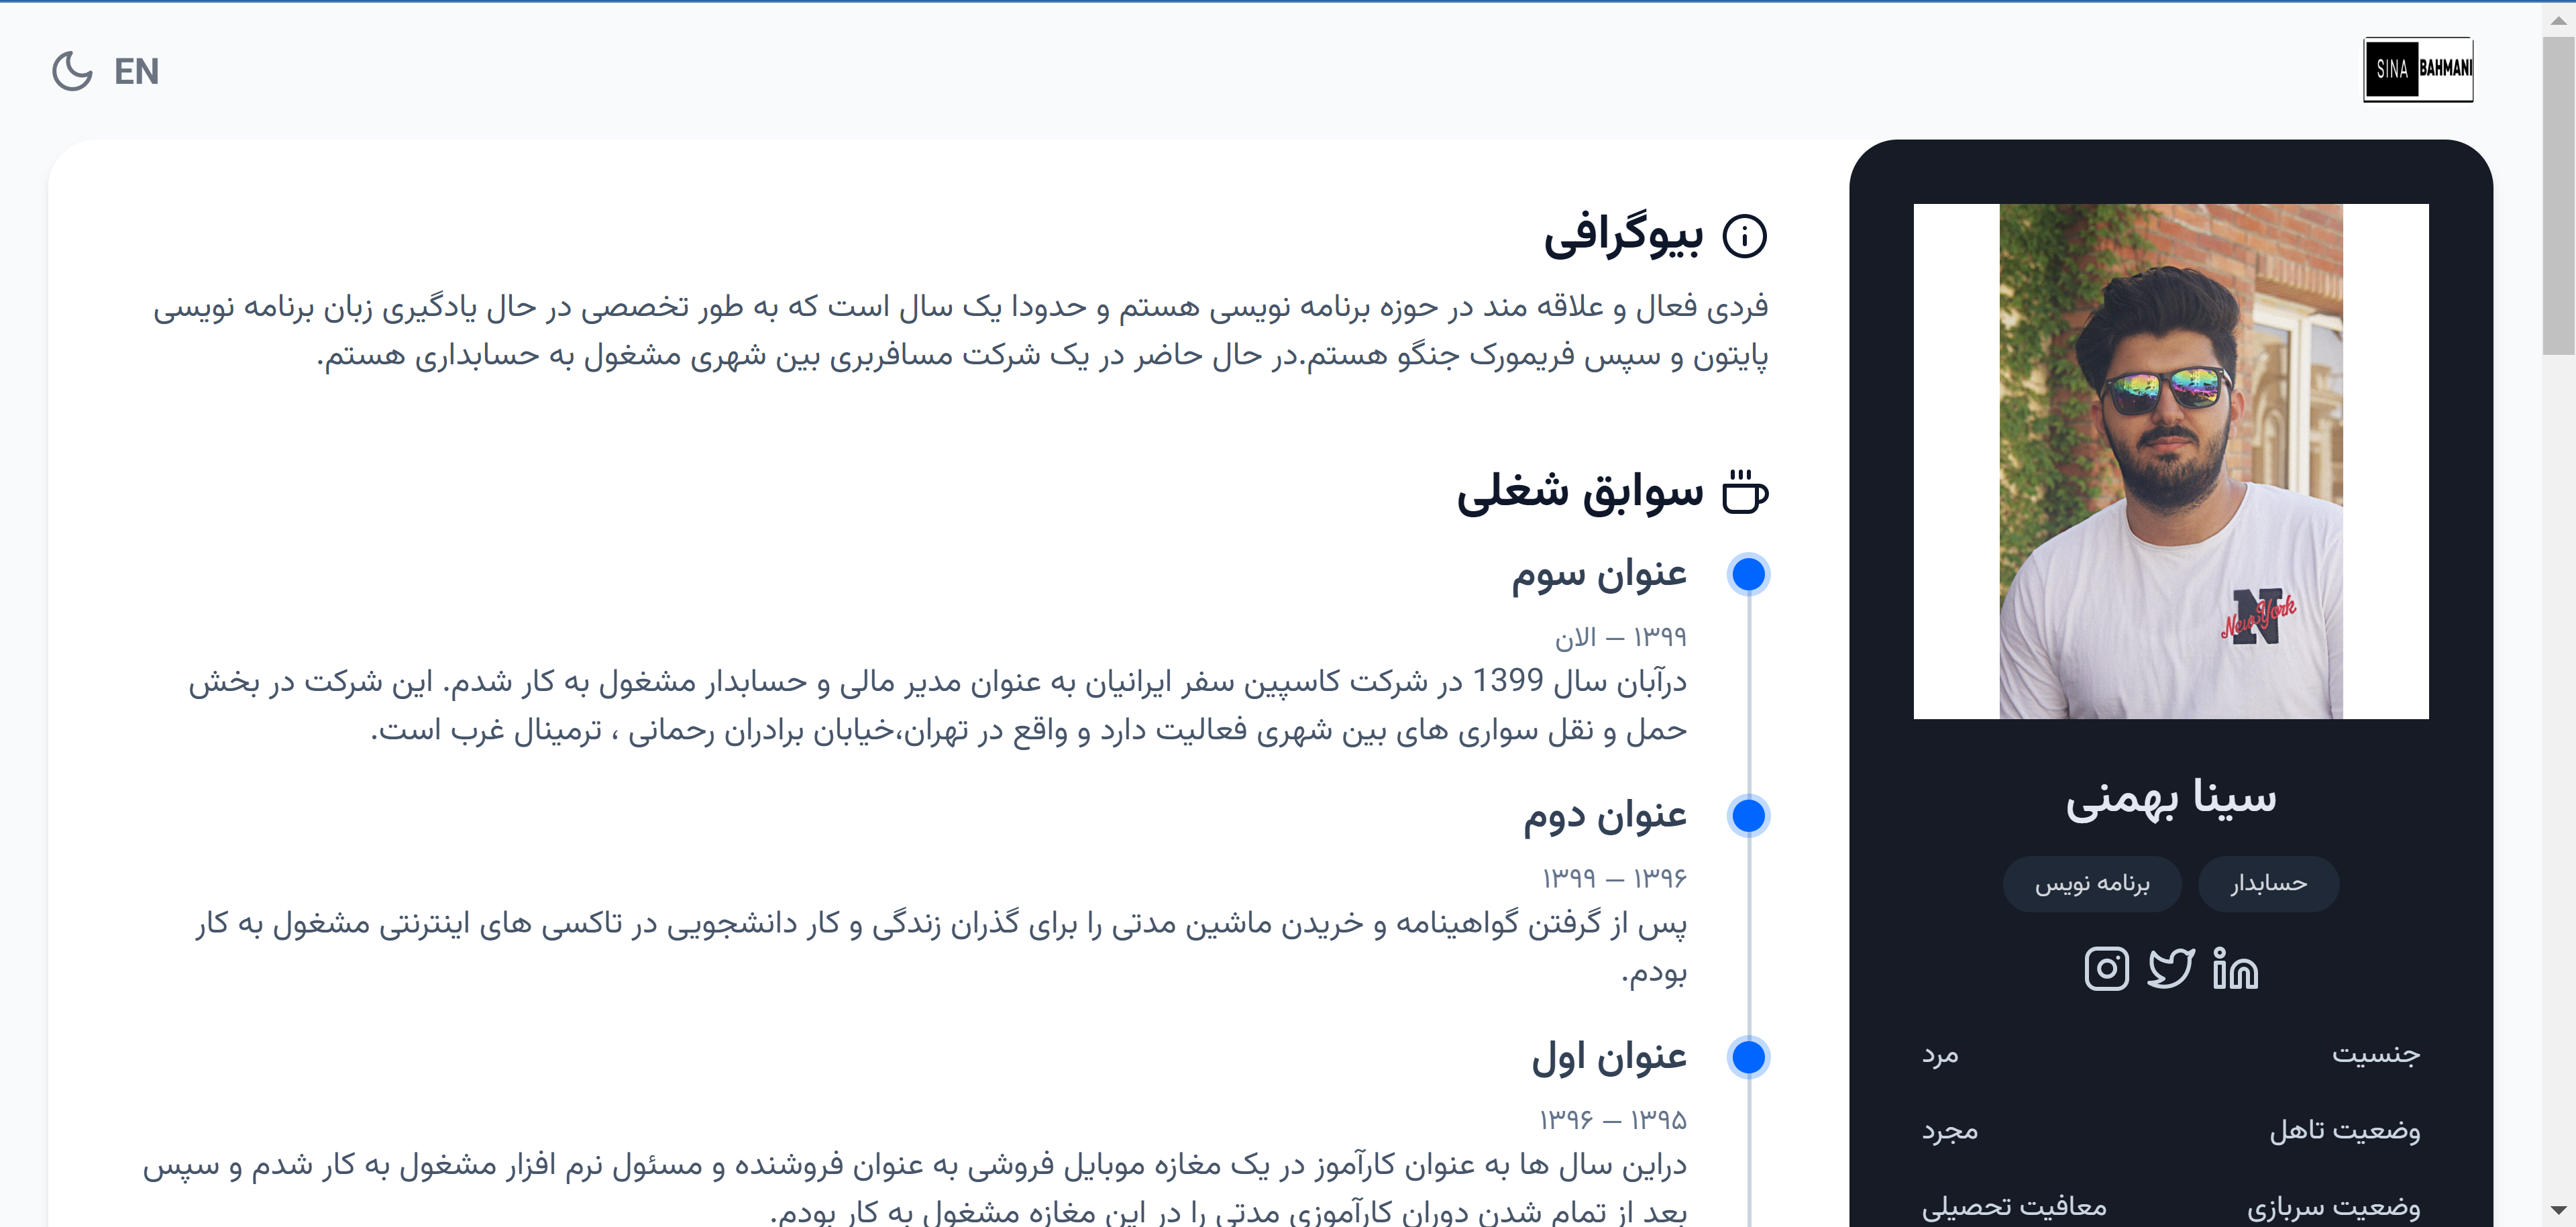 SINA BAHMANI
EN
سینا بهمنی
حسابدار
برنامه نویس
جنسیت
مرد
وضعیت تاهل
مجرد
وضعیت سربازی
معافیت تحصیلی
N
New York
بیوگرافی
فردی فعال و علاقه مند در حوزه برنامه نویسی هستم و حدودا یک سال است که به طور تخصصی در حال یادگیری زبان برنامه نویسی
پایتون و سپس فریمورک جنگو هستم.در حال حاضر در یک شرکت مسافربری بین شهری مشغول به حسابداری هستم.
سوابق شغلی
عنوان سوم
۱۳۹۹ – الان
درآبان سال 1399 در شرکت کاسپین سفر ایرانیان به عنوان مدیر مالی و حسابدار مشغول به کار شدم. این شرکت در بخش
حمل و نقل سواری های بین شهری فعالیت دارد و واقع در تهران،خیابان برادران رحمانی ، ترمینال غرب است.
عنوان دوم
۱۳۹۶ – ۱۳۹۹
پس از گرفتن گواهینامه و خریدن ماشین مدتی را برای گذران زندگی و کار دانشجویی در تاکسی های اینترنتی مشغول به کار
بودم.
عنوان اول
۱۳۹۵ – ۱۳۹۶
دراین سال ها به عنوان کارآموز در یک مغازه موبایل فروشی به عنوان فروشنده و مسئول نرم افزار مشغول به کار شدم و سپس
بعد از تمام شدن دوران کارآموزی مدتی را در این مغازه مشغول به کار بودم.